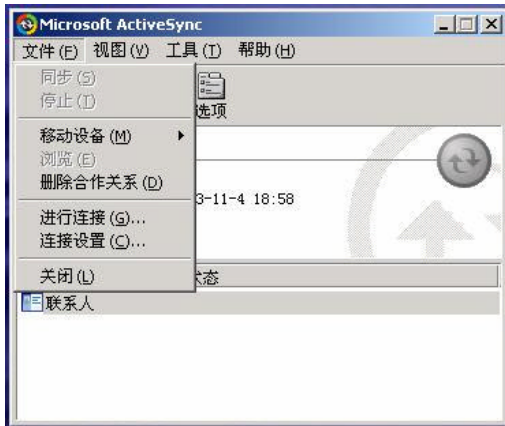 Microsoft ActiveSync
文件(F) 视图(V) 工具(T) 帮助(H)
同步(S)
停止(T)
选项
移动设备(M)
浏览(E)
删除合作关系(D)
3-11-4 18:58
进行连接(G)...
连接设置(C)...
关闭(L)
状态
联系人